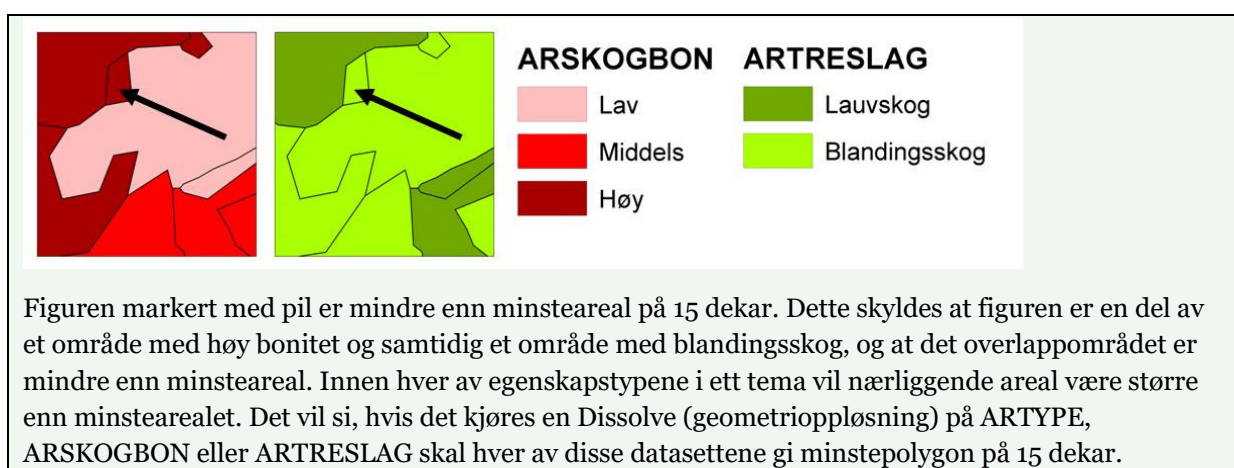 ARSKOGBON ARTRESLAG
Lav Lauvskog
Middels Blandingsskog
Høy
Figuren markert med pil er mindre enn minsteareal på 15 dekar. Dette skyldes at figuren er en del av
et område med høy bonitet og samtidig et område med blandingsskog, og at det overlappområdet er
mindre enn minsteareal. Innen hver av egenskapstypene i ett tema vil nærliggende areal være større
enn minstearealet. Det vil si, hvis det kjøres en Dissolve (geometrioppløsning) på ARTYPE,
ARSKOGBON eller ARTRESLAG skal hver av disse datasettene gi minstepolygon på 15 dekar.